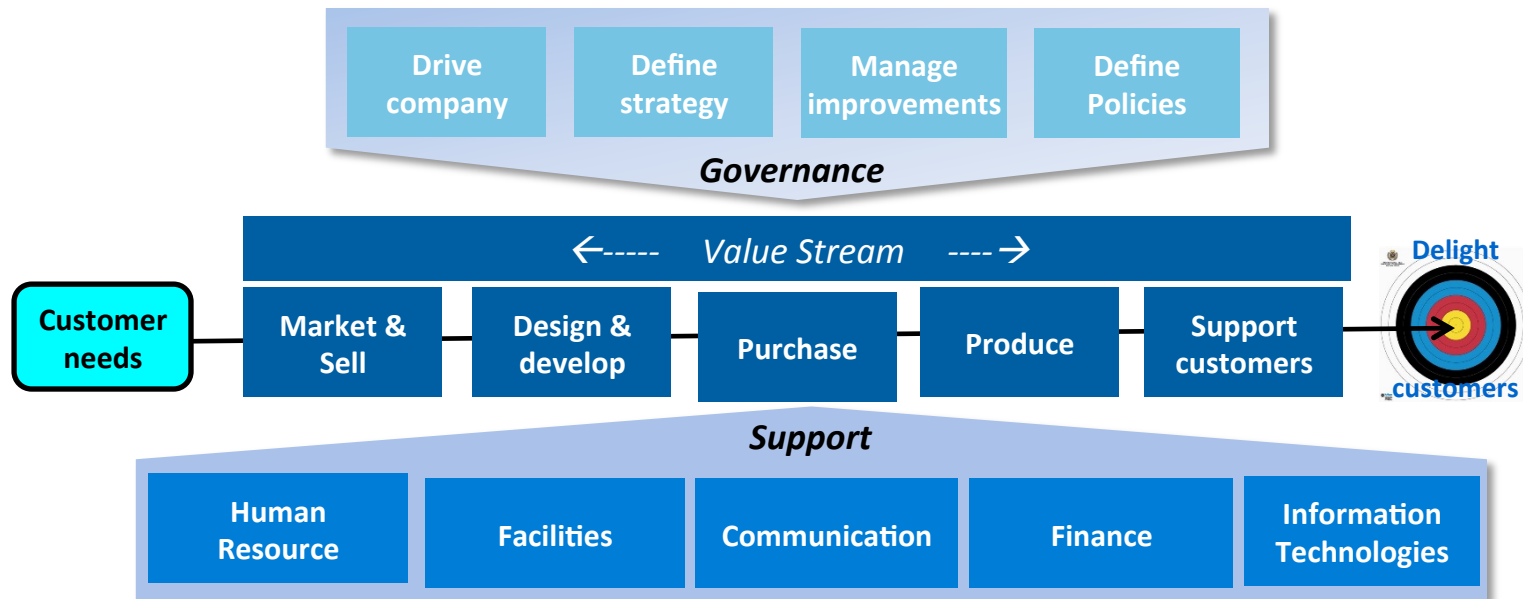 Drive
company
Define
strategy
Manage
improvements
Define
Policies
Governance
←----- Value Stream ----→
Delight
customers
Customer
needs
Market &
Sell
Design &
develop
Purchase
Produce
Support
customers
Support
Human
Resource
Facilities
Communication
Finance
Information
Technologies